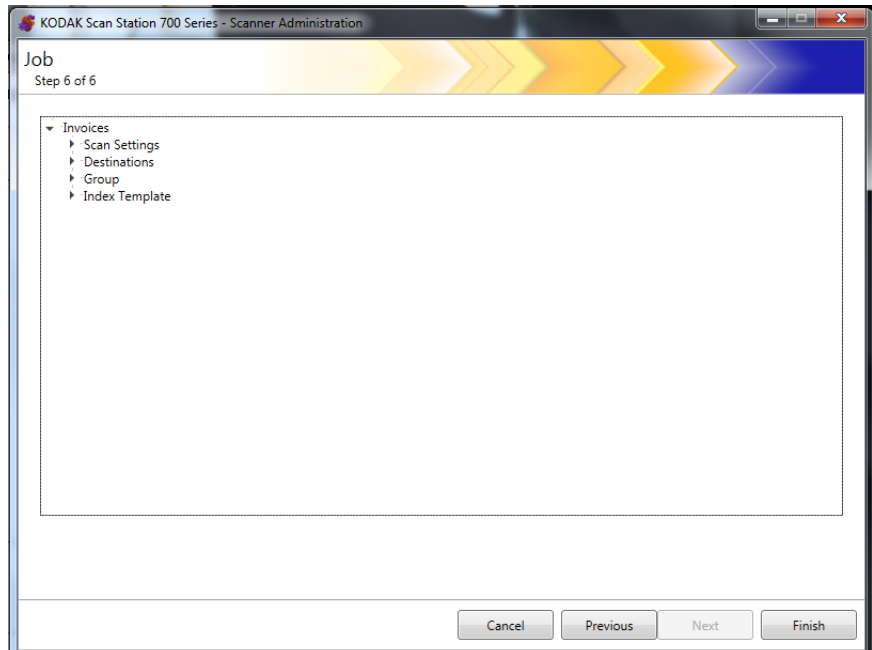 KODAK Scan Station 700 Series - Scanner Administration
Job
Step 6 of 6
Invoices
Scan Settings
Destinations
Group
Index Template
Cancel Previous Next Finish